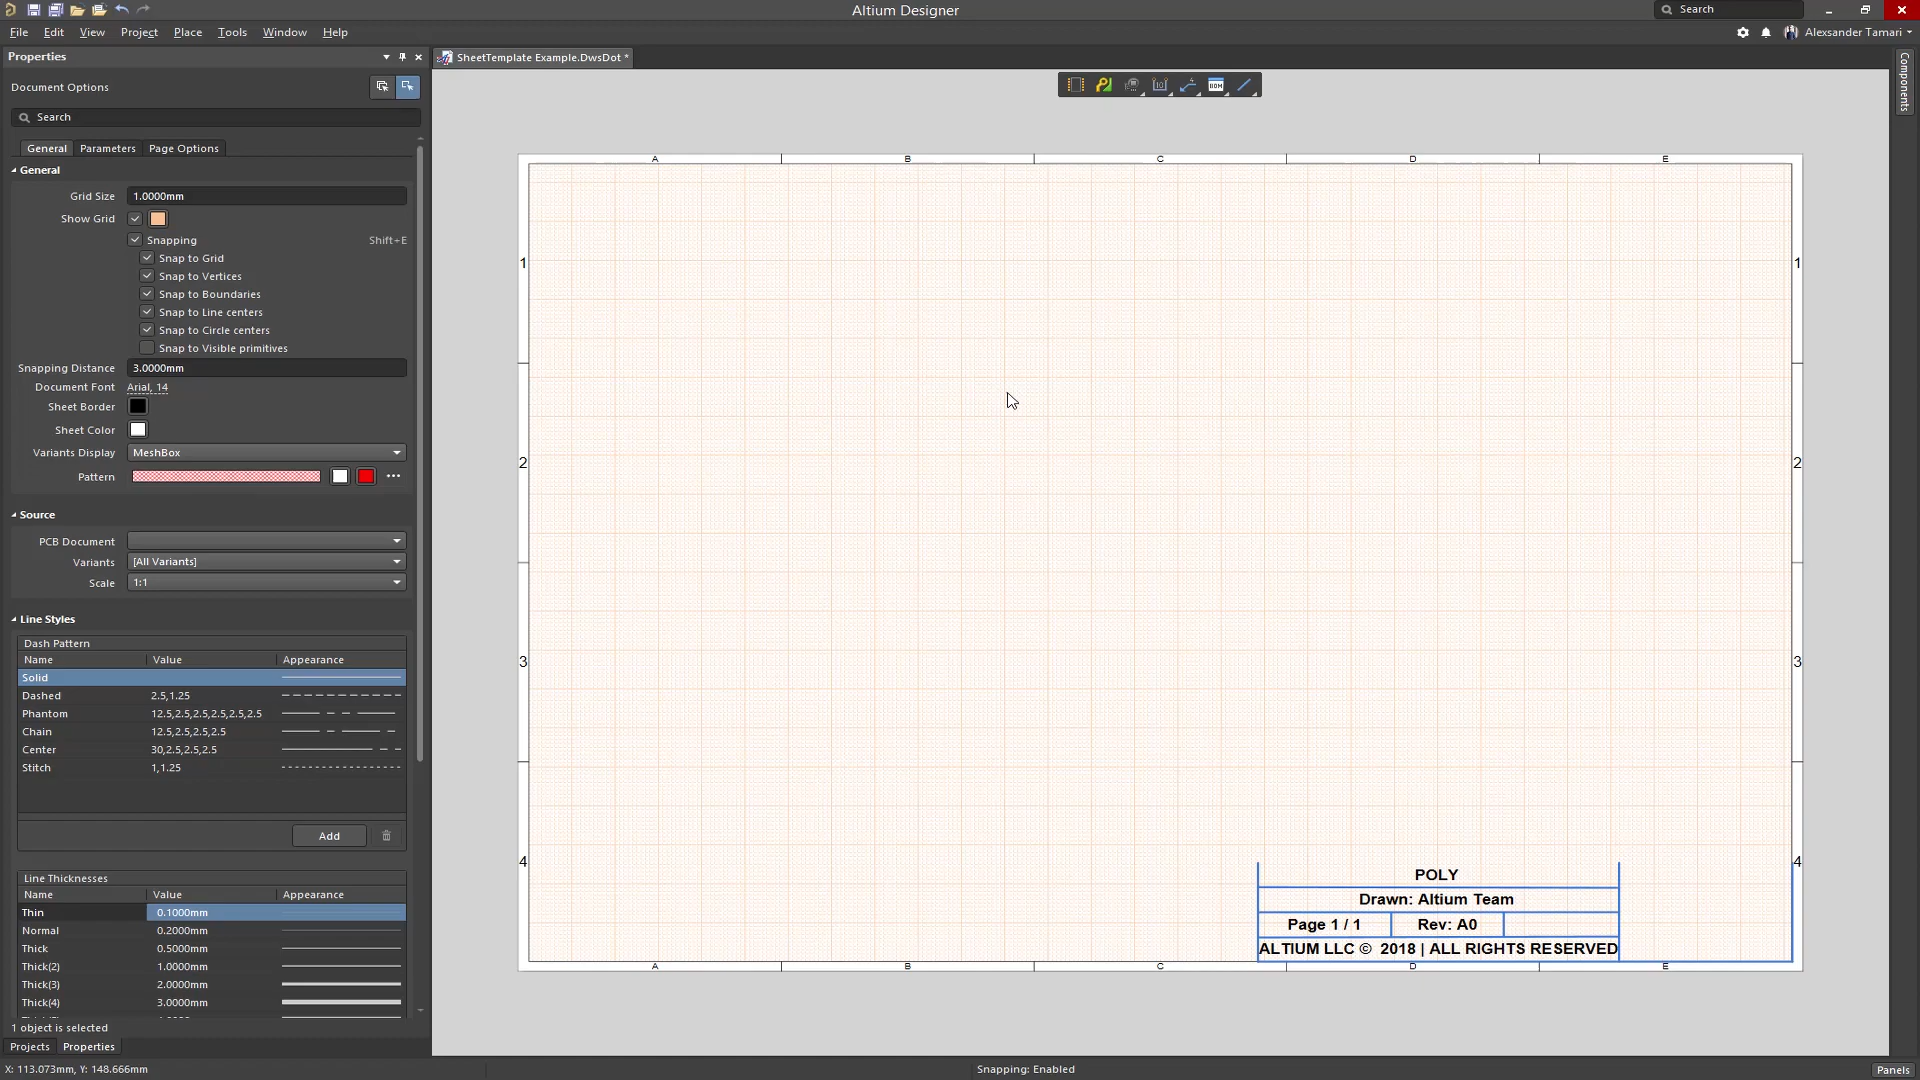 Altium Designer
Search
File Edit View Project Place Tools Window Help
Alexsander Tamari
Properties
SheetTemplate Example.DwsDot *
Components
Document Options
Search
General Parameters Page Options
General
Grid Size 1.0000mm
Show Grid
Snapping Shift+E
Snap to Grid
Snap to Vertices
Snap to Boundaries
Snap to Line centers
Snap to Circle centers
Snap to Visible primitives
Snapping Distance 3.0000mm
Document Font Arial, 14
Sheet Border
Sheet Color
Variants Display MeshBox
Pattern
Source
PCB Document
Variants [All Variants]
Scale 1:1
Line Styles
Dash Pattern
Name Value Appearance
Solid
Dashed 2.5,1.25
Phantom 12.5,2.5,2.5,2.5,2.5,2.5
Chain 12.5,2.5,2.5,2.5
Center 30,2.5,2.5,2.5
Stitch 1,1.25
Add
Line Thicknesses
Name Value Appearance
Thin 0.1000mm
Normal 0.2000mm
Thick 0.5000mm
Thick(2) 1.0000mm
Thick(3) 2.0000mm
Thick(4) 3.0000mm
1 object is selected
Projects Properties
X: 113.073mm, Y: 148.666mm
BOM
A B C D E
1 1
2 2
3 3
4 4
POLY
Drawn: Altium Team
Page 1 / 1 Rev: A0
ALTIUM LLC © 2018 | ALL RIGHTS RESERVED
A B C D E
Snapping: Enabled
Panels